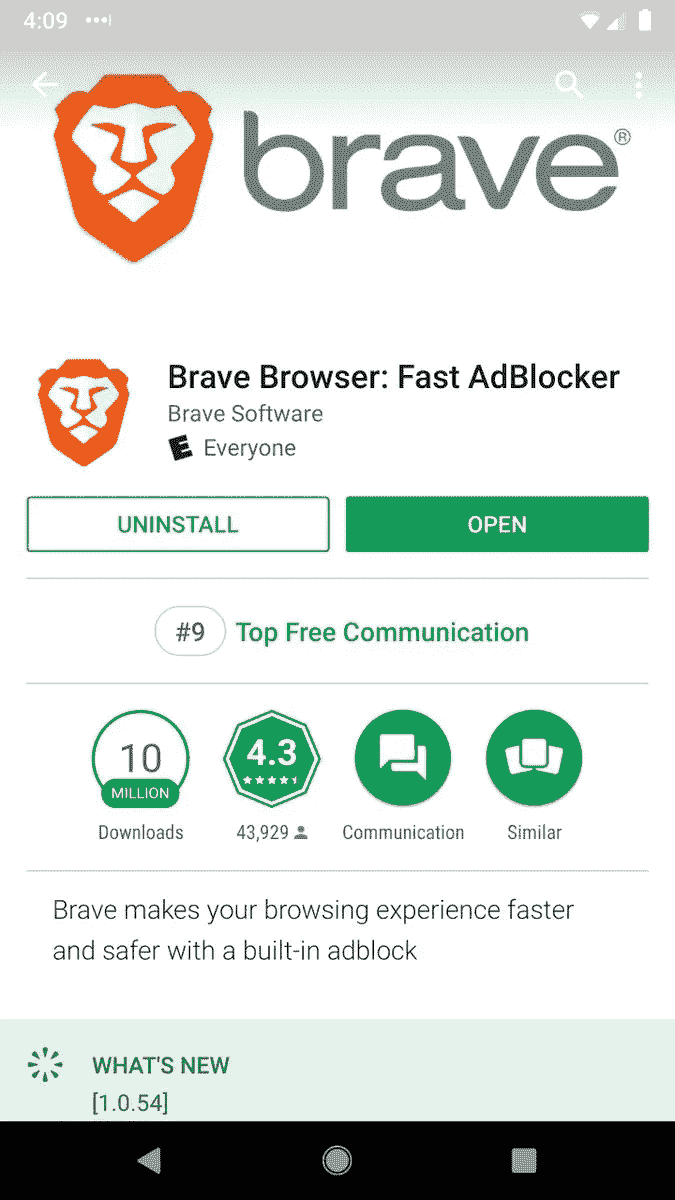 4:09
brave®
Brave Browser: Fast AdBlocker
Brave Software
E Everyone
UNINSTALL
OPEN
#9 Top Free Communication
10 MILLION
4.3
Downloads
43,929
Communication
Similar
Brave makes your browsing experience faster
and safer with a built-in adblock
WHAT'S NEW
[1.0.54]